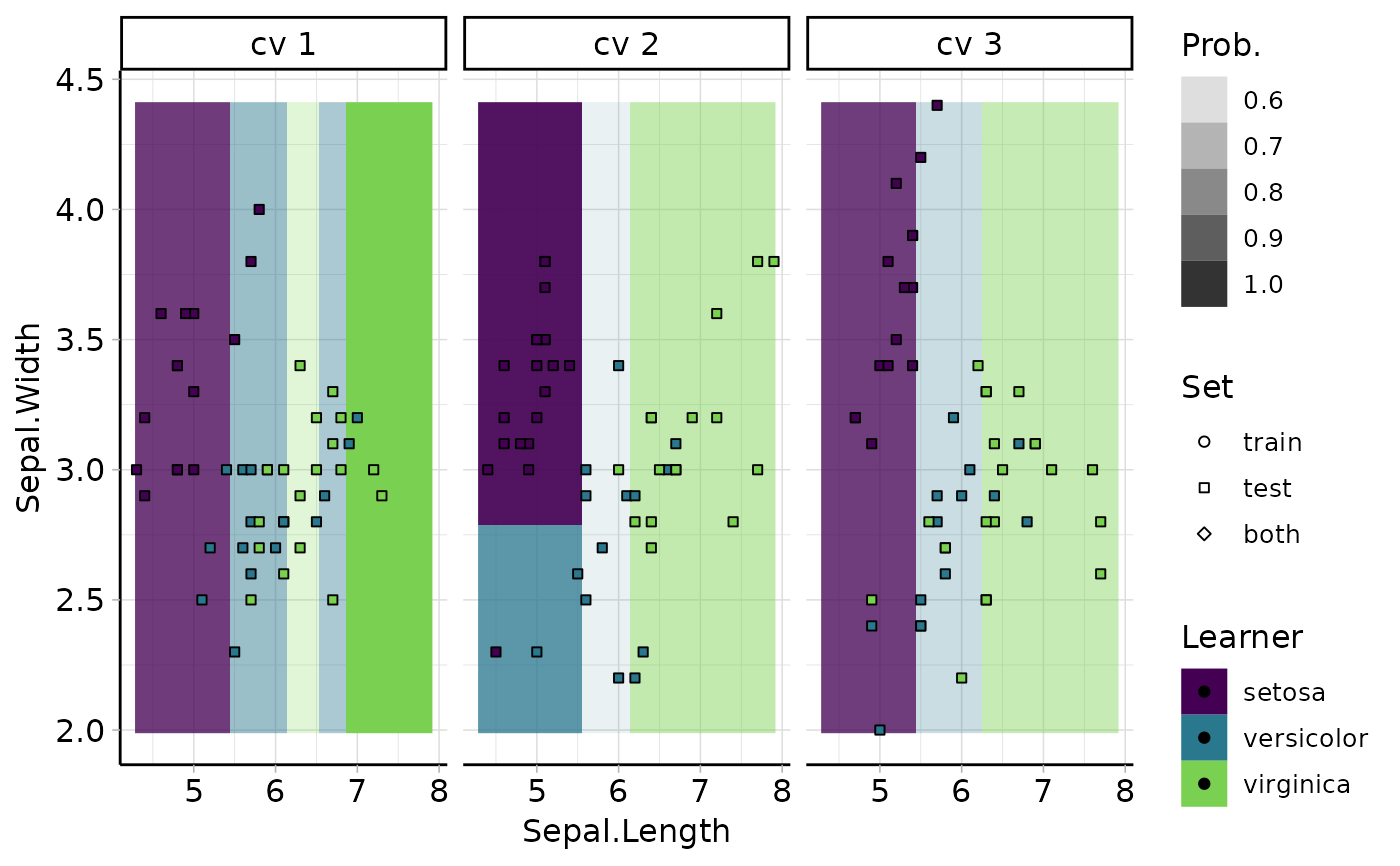 cv 1
cv 2
cv 3
4.5
4.0
3.5
3.0
2.5
2.0
Sepal.Width
5 6 7 8
5 6 7 8
5 6 7 8
Sepal.Length
Prob.
0.6
0.7
0.8
0.9
1.0
Set
train
test
both
Learner
setosa
versicolor
virginica